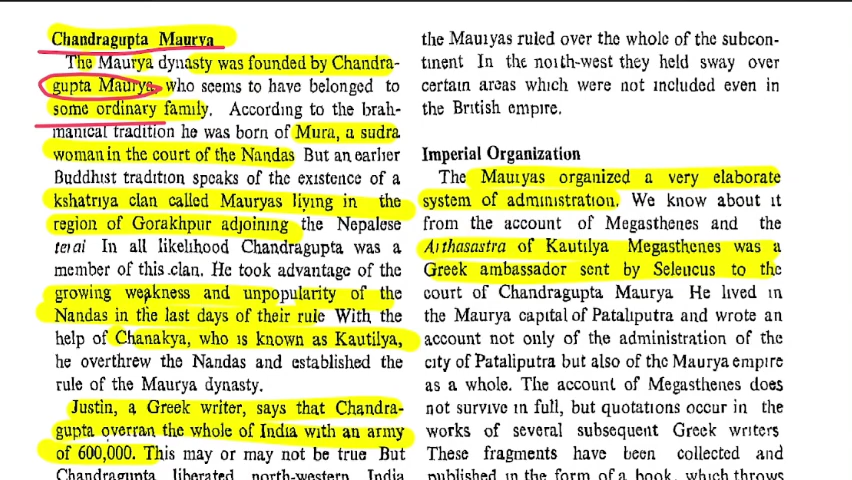 Chandragupta Maurya
The Maurya dynasty was founded by Chandra-
gupta Maurya, who seems to have belonged to
some ordinary family. According to the brah-
manical tradition he was born of Mura, a sudra
woman in the court of the Nandas But an earlier
Buddhist tradition speaks of the existence of a
kshatriya clan called Mauryas living in the
region of Gorakhpur adjoining the Nepalese
terai In all likelihood Chandragupta was a
member of this clan. He took advantage of the
growing weakness and unpopularity of the
Nandas in the last days of their rule With the
help of Chanakya, who is known as Kautilya,
he overthrew the Nandas and established the
rule of the Maurya dynasty.
Justin, a Greek writer, says that Chandra-
gupta overran the whole of India with an army
of 600,000. This may or may not be true But
Chandragupta liberated north-western India
the Mauryas ruled over the whole of the subcon-
tinent In the north-west they held sway over
certain areas which were not included even in
the British empire.
Imperial Organization
The Mauryas organized a very elaborate
system of administration. We know about it
from the account of Megasthenes and the
Arthasastra of Kautilya Megasthenes was a
Greek ambassador sent by Seleucus to the
court of Chandragupta Maurya He lived in
the Maurya capital of Pataliputra and wrote an
account not only of the administration of the
city of Pataliputra but also of the Maurya empire
as a whole. The account of Megasthenes does
not survive in full, but quotations occur in the
works of several subsequent Greek writers
These fragments have been collected and
published in the form of a book, which throws